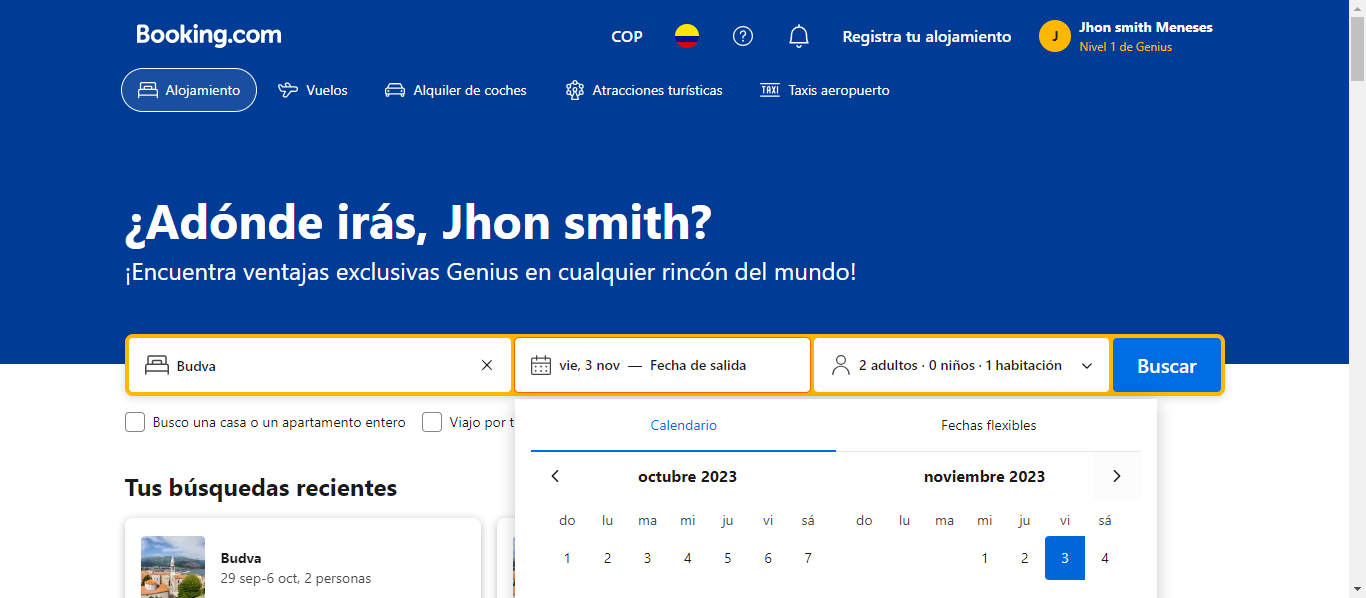 Booking.com
COP
Registra tu alojamiento
J
Jhon smith Meneses
Nivel 1 de Genius
Alojamiento
Vuelos
Alquiler de coches
Atracciones turísticas
TAXI
Taxis aeropuerto
¿Adónde irás, Jhon smith?
¡Encuentra ventajas exclusivas Genius en cualquier rincón del mundo!
Budva
vie, 3 nov — Fecha de salida
2 adultos · 0 niños · 1 habitación
Buscar
Busco una casa o un apartamento entero
Viajo por t
Calendario
Fechas flexibles
octubre 2023
noviembre 2023
do lu ma mi ju vi sá
do lu ma mi ju vi sá
1 2 3 4 5 6 7
1 2 3 4
Tus búsquedas recientes
Budva
29 sep-6 oct, 2 personas